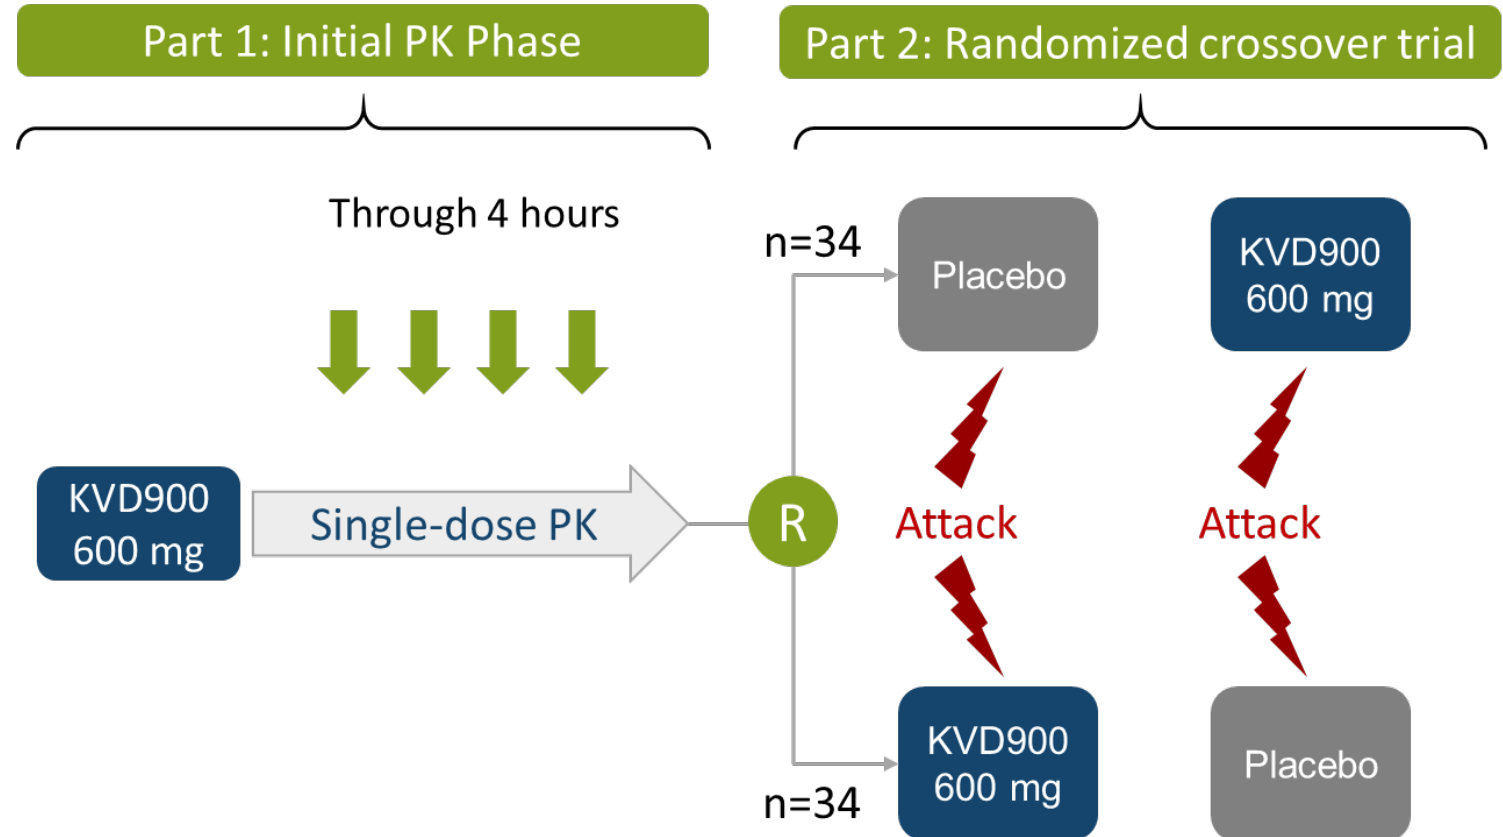 Part 1: Initial PK Phase
Part 2: Randomized crossover trial
Through 4 hours
KVD900
600 mg
Single-dose PK
R
n=34
Placebo
KVD900
600 mg
Attack
Attack
n=34
KVD900
600 mg
Placebo